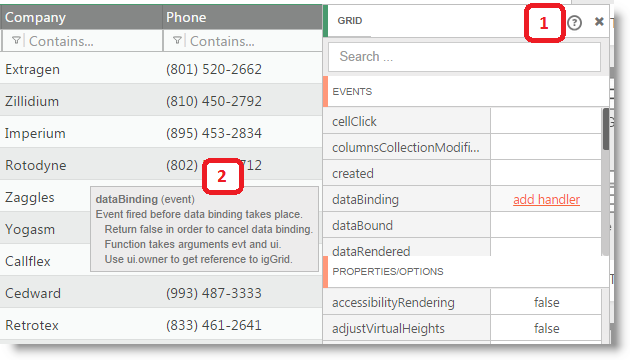 Company Phone
Contains... Contains...
Extragen (801) 520-2662
Zillidium (810) 450-2792
Imperium (895) 453-2834
Rotodyne (802) 712
Zaggles
Yogasm
Callflex
Cedward (993) 487-3333
Retrotex (833) 461-2641
2
dataBinding (event)
Event fired before data binding takes place.
Return false in order to cancel data binding.
Function takes arguments evt and ui.
Use ui.owner to get reference to igGrid.
GRID
1
?
Search ...
EVENTS
cellClick
columnsCollectionModifi...
created
dataBinding add handler
dataBound
dataRendered
PROPERTIES/OPTIONS
accessibilityRendering false
adjustVirtualHeights false